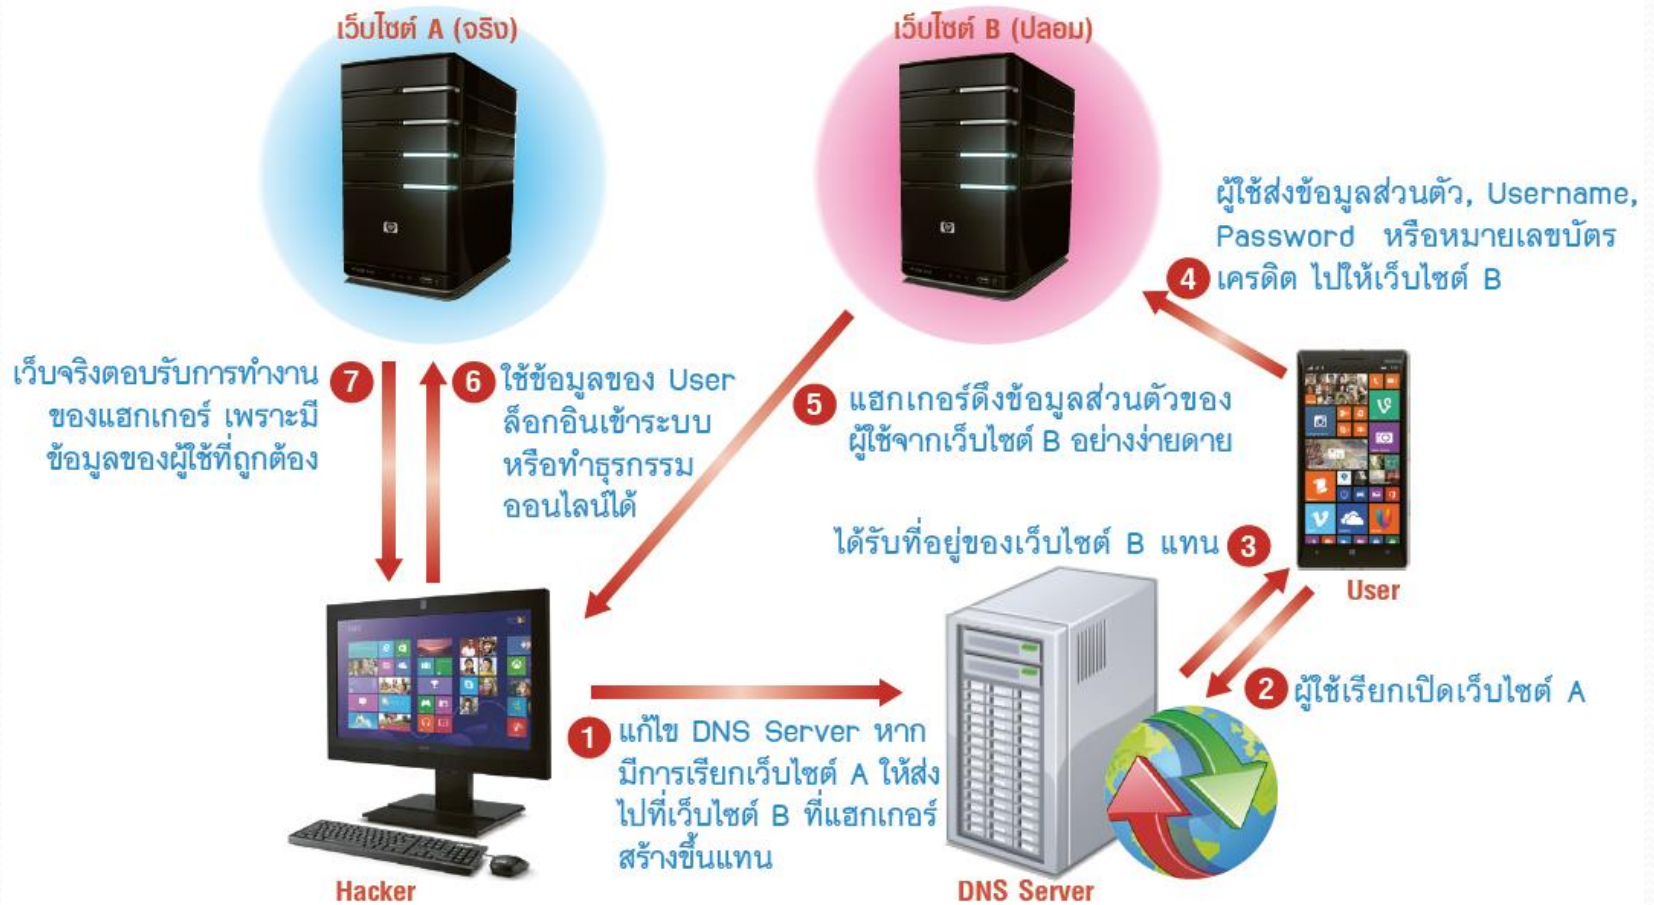 เว็บไซต์ A (จริง)
เว็บไซต์ B (ปลอม)
ผู้ใช้ส่งข้อมูลส่วนตัว, Username,
Password หรือหมายเลขบัตร
4 เครดิต ไปให้เว็บไซต์ B
เว็บจริงตอบรับการทำงาน 7
ของแฮกเกอร์ เพราะมี
ข้อมูลของผู้ใช้ที่ถูกต้อง
6 ใช้ข้อมูลของ User
ล็อกอินเข้าระบบ
หรือทำธุรกรรม
ออนไลน์ได้
5 แฮกเกอร์ดึงข้อมูลส่วนตัวของ
ผู้ใช้จากเว็บไซต์ B อย่างง่ายดาย
ได้รับที่อยู่ของเว็บไซต์ B แทน 3
User
2 ผู้ใช้เรียกเปิดเว็บไซต์ A
1 แก้ไข DNS Server หาก
มีการเรียกเว็บไซต์ A ให้ส่ง
ไปที่เว็บไซต์ B ที่แฮกเกอร์
สร้างขึ้นแทน
Hacker
DNS Server